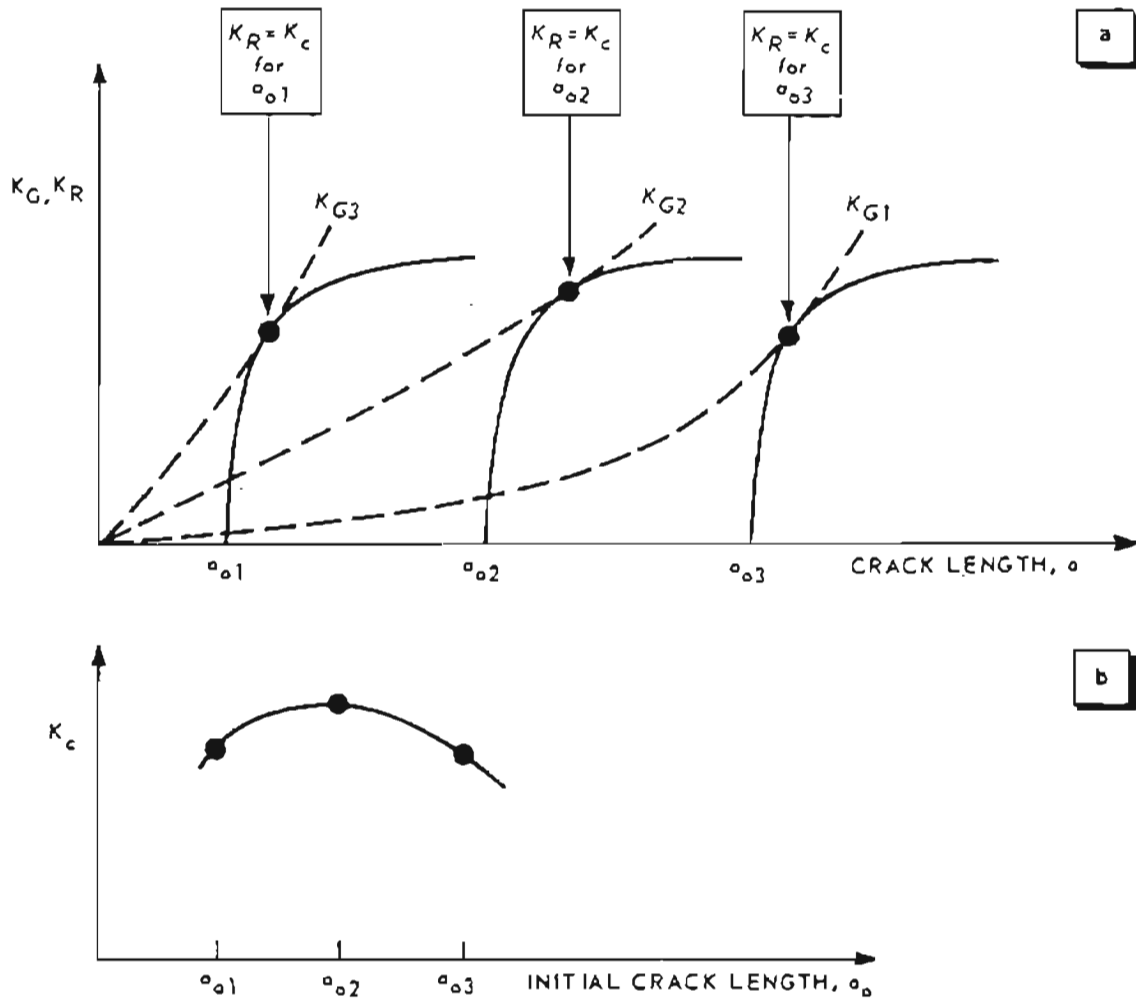 K_R = K_c
for
a_o1
K_R = K_c
for
a_o2
K_R = K_c
for
a_o3
a
K_G, K_R
K_G3
K_G2
K_G1
a_o1
a_o2
a_o3
CRACK LENGTH, a
b
K_c
a_o1
a_o2
a_o3
INITIAL CRACK LENGTH, a_o